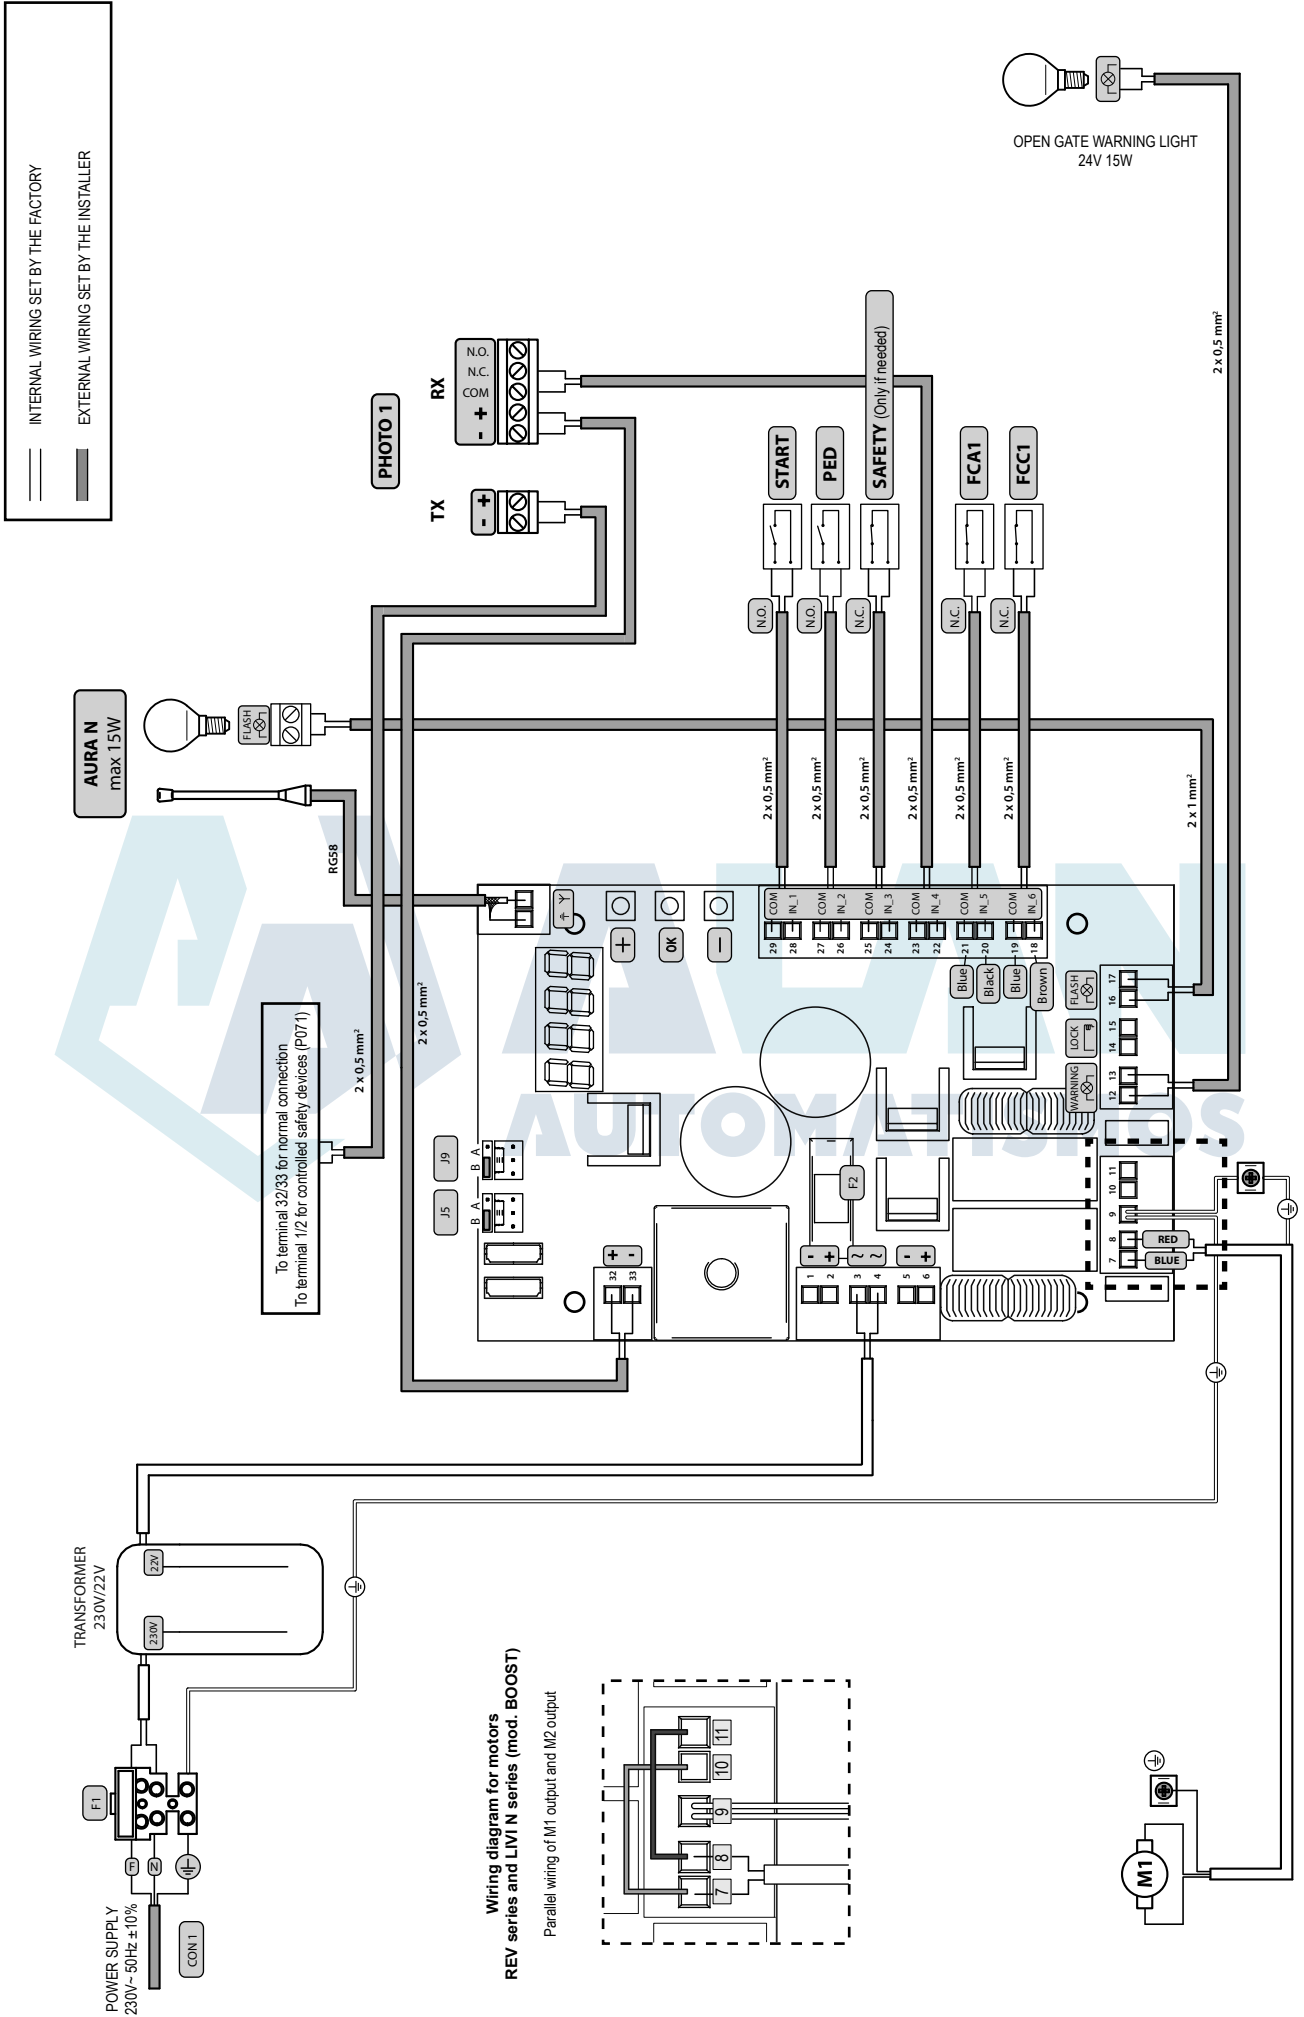 INTERNAL WIRING SET BY THE FACTORY
EXTERNAL WIRING SET BY THE INSTALLER
OPEN GATE WARNING LIGHT
24V 15W
2 x 0,5 mm²
PHOTO 1
RX
N.O.
N.C.
COM
+
-
TX
- +
START
PED
SAFETY (Only if needed)
FCA1
FCC1
N.O.
N.O.
N.C.
N.C.
N.C.
AURA N
max 15W
FLASH
RG58
2 x 0,5 mm²
2 x 0,5 mm²
2 x 0,5 mm²
2 x 0,5 mm²
2 x 0,5 mm²
2 x 0,5 mm²
2 x 0,5 mm²
2 x 0,5 mm²
2 x 1 mm²
To terminal 32/33 for normal connection
To terminal 1/2 for controlled safety devices (P071)
ALAN
AUTOMATISMOS
+
OK
-
COM
IN_1
COM
IN_2
COM
IN_3
COM
IN_4
COM
IN_5
COM
IN_6
29
28
27
26
25
24
23
22
21
20
19
18
Blue
Black
Blue
Brown
FLASH
LOCK
WARNING
17
16
15
14
13
12
J9
B A
J5
B A
F2
32
33
+
-
1
2
3
4
5
6
-
+
~
~
-
+
11
10
9
8
7
RED
BLUE
TRANSFORMER
230V/22V
22V
230V
F1
F
N
CON 1
POWER SUPPLY
230V~ 50Hz ±10%
Wiring diagram for motors
REV series and LIVI N series (mod. BOOST)
Parallel wiring of M1 output and M2 output
7
8
9
10
11
M1